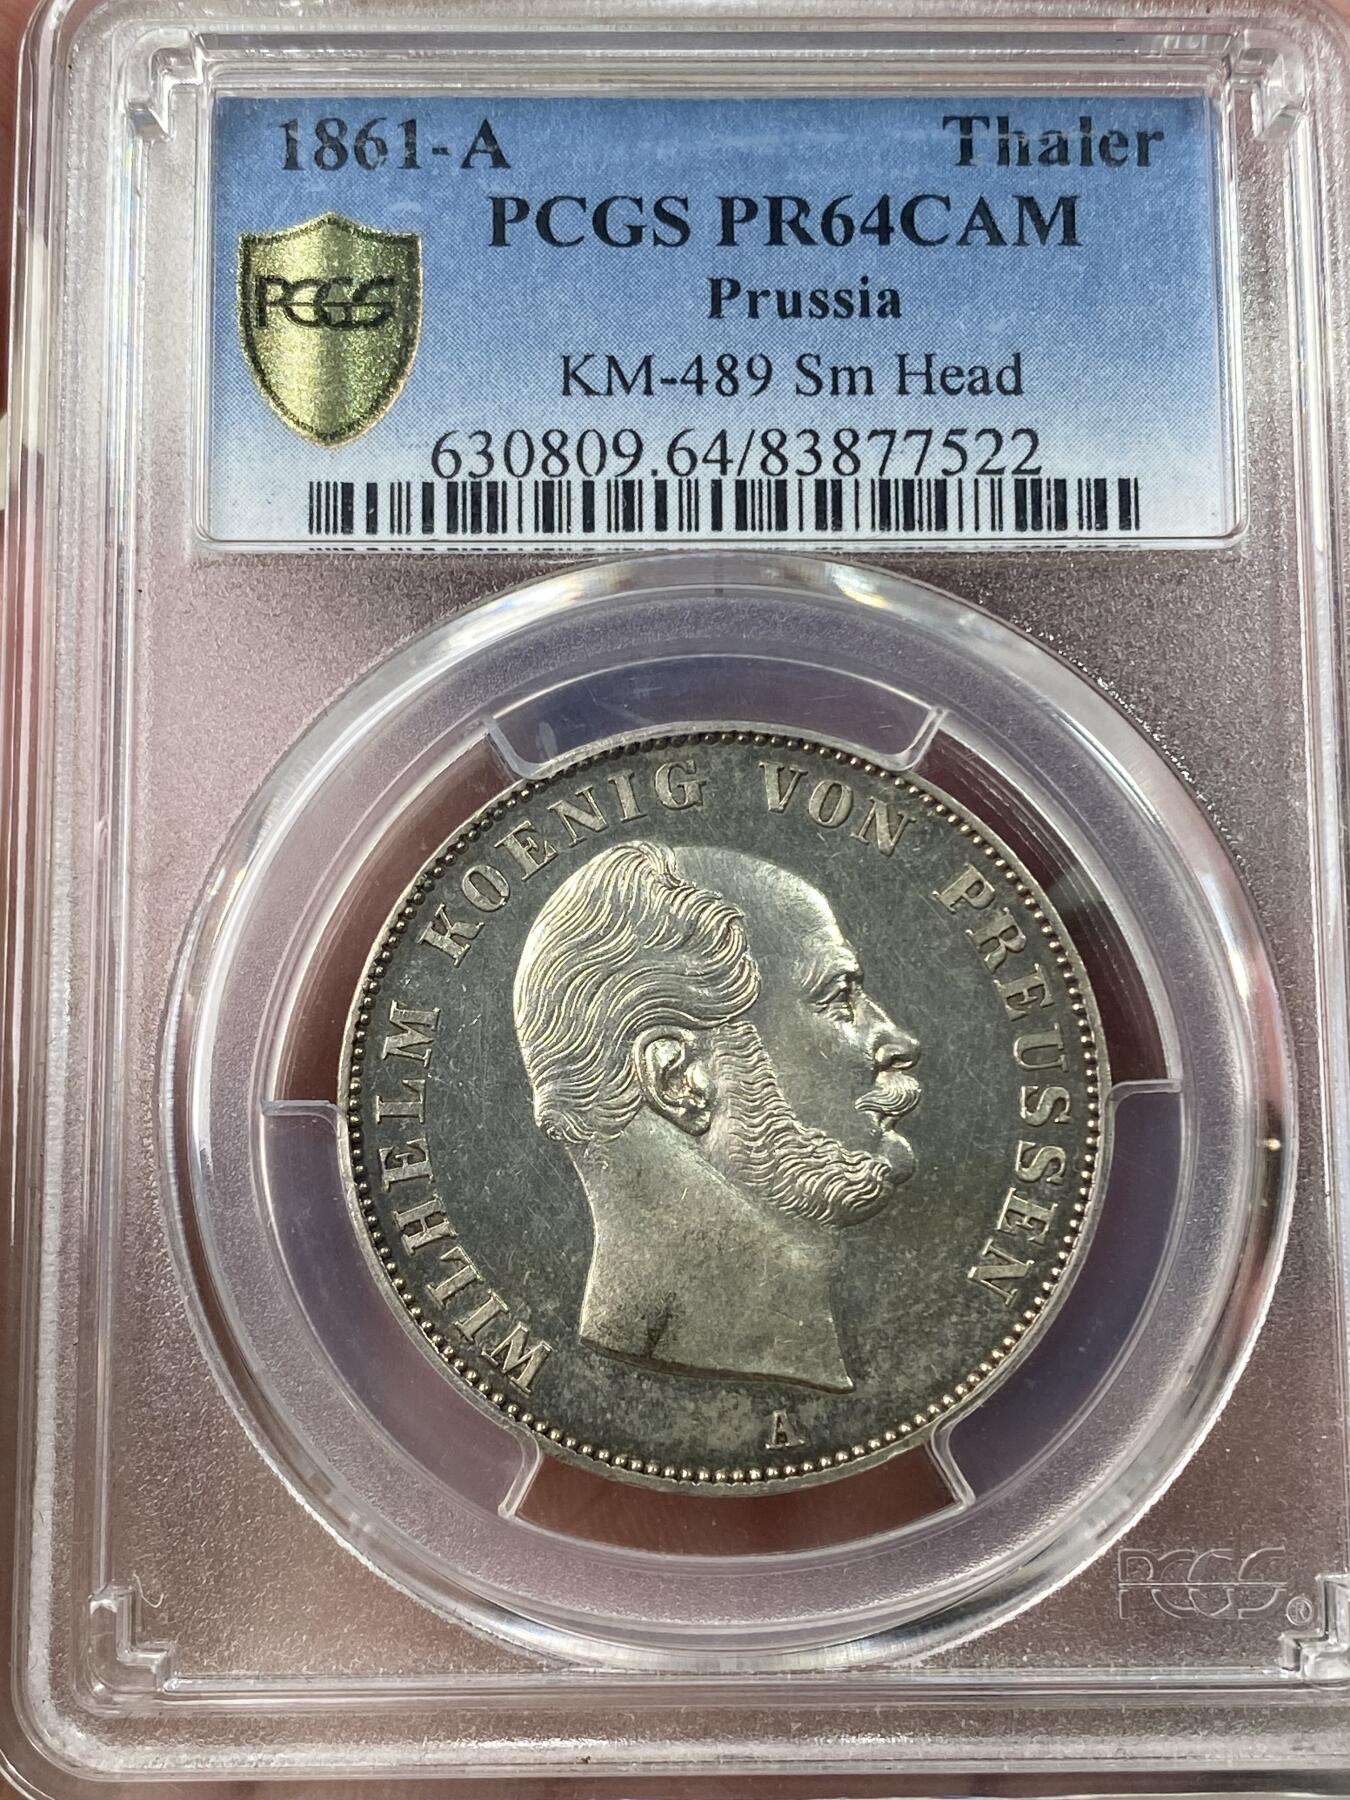 1861-A Thaler
PCGS PR64CAM
PCGS
Prussia
KM-489 Sm Head
630809.64/83877522
WILHELM KOENIG VON PREUSSEN
A
PCGS®